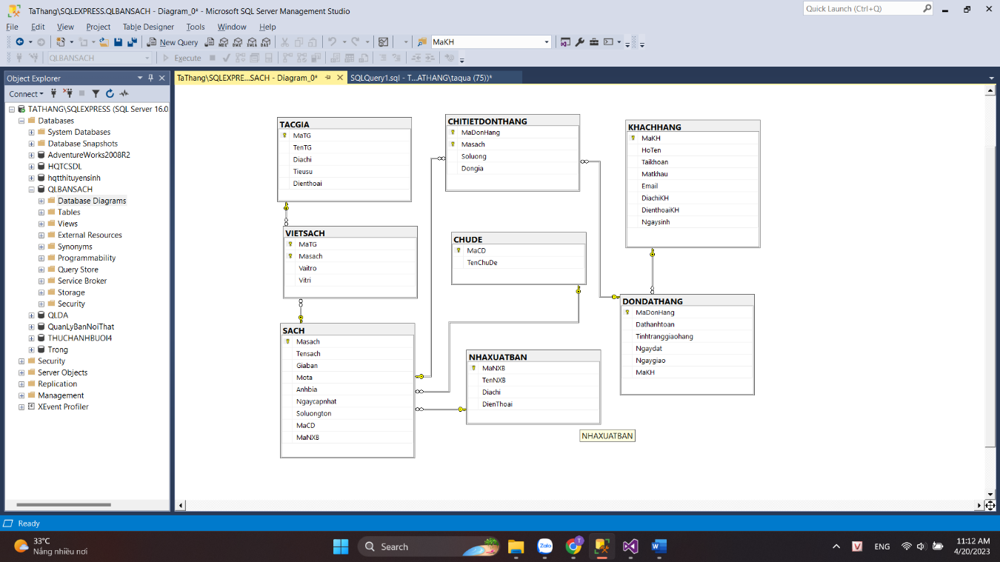 TaThang\SQLEXPRESS.QLBANSACH - Diagram_0* - Microsoft SQL Server Management Studio
Quick Launch (Ctrl+Q)
File Edit View Project Table Designer Tools Window Help
New Query
MaKH
QLBANSACH
Execute
Object Explorer
Connect
TATHANG\SQLEXPRESS (SQL Server 16.0
Databases
System Databases
Database Snapshots
AdventureWorks2008R2
HQTCSDL
hqtthituyensinh
QLBANSACH
Database Diagrams
Tables
Views
External Resources
Synonyms
Programmability
Query Store
Service Broker
Storage
Security
QLDA
QuanLyBanNoiThat
THUCHANHBUOI4
Trong
Security
Server Objects
Replication
Management
XEvent Profiler
TaThang\SQLEXPRE...SACH - Diagram_0*
SQLQuery1.sql - T...ATHANG\taqua (75))*
TACGIA
MaTG
TenTG
Diachi
Tieusu
Dienthoai
VIETSACH
MaTG
Masach
Vaitro
Vitri
SACH
Masach
Tensach
Giaban
Mota
Anhbia
Ngaycapnhat
Soluongton
MaCD
MaNXB
CHITIETDONTHANG
MaDonHang
Masach
Soluong
Dongia
CHUDE
MaCD
TenChuDe
NHAXUATBAN
MaNXB
TenNXB
Diachi
DienThoai
NHAXUATBAN
KHACHHANG
MaKH
HoTen
Taikhoan
Matkhau
Email
DiachiKH
DienthoaiKH
Ngaysinh
DONDATHANG
MaDonHang
Dathanhtoan
Tinhtranggiaohang
Ngaydat
Ngaygiao
MaKH
Ready
33°C
Nắng nhiều nơi
Search
Zalo
ENG
11:12 AM
4/20/2023